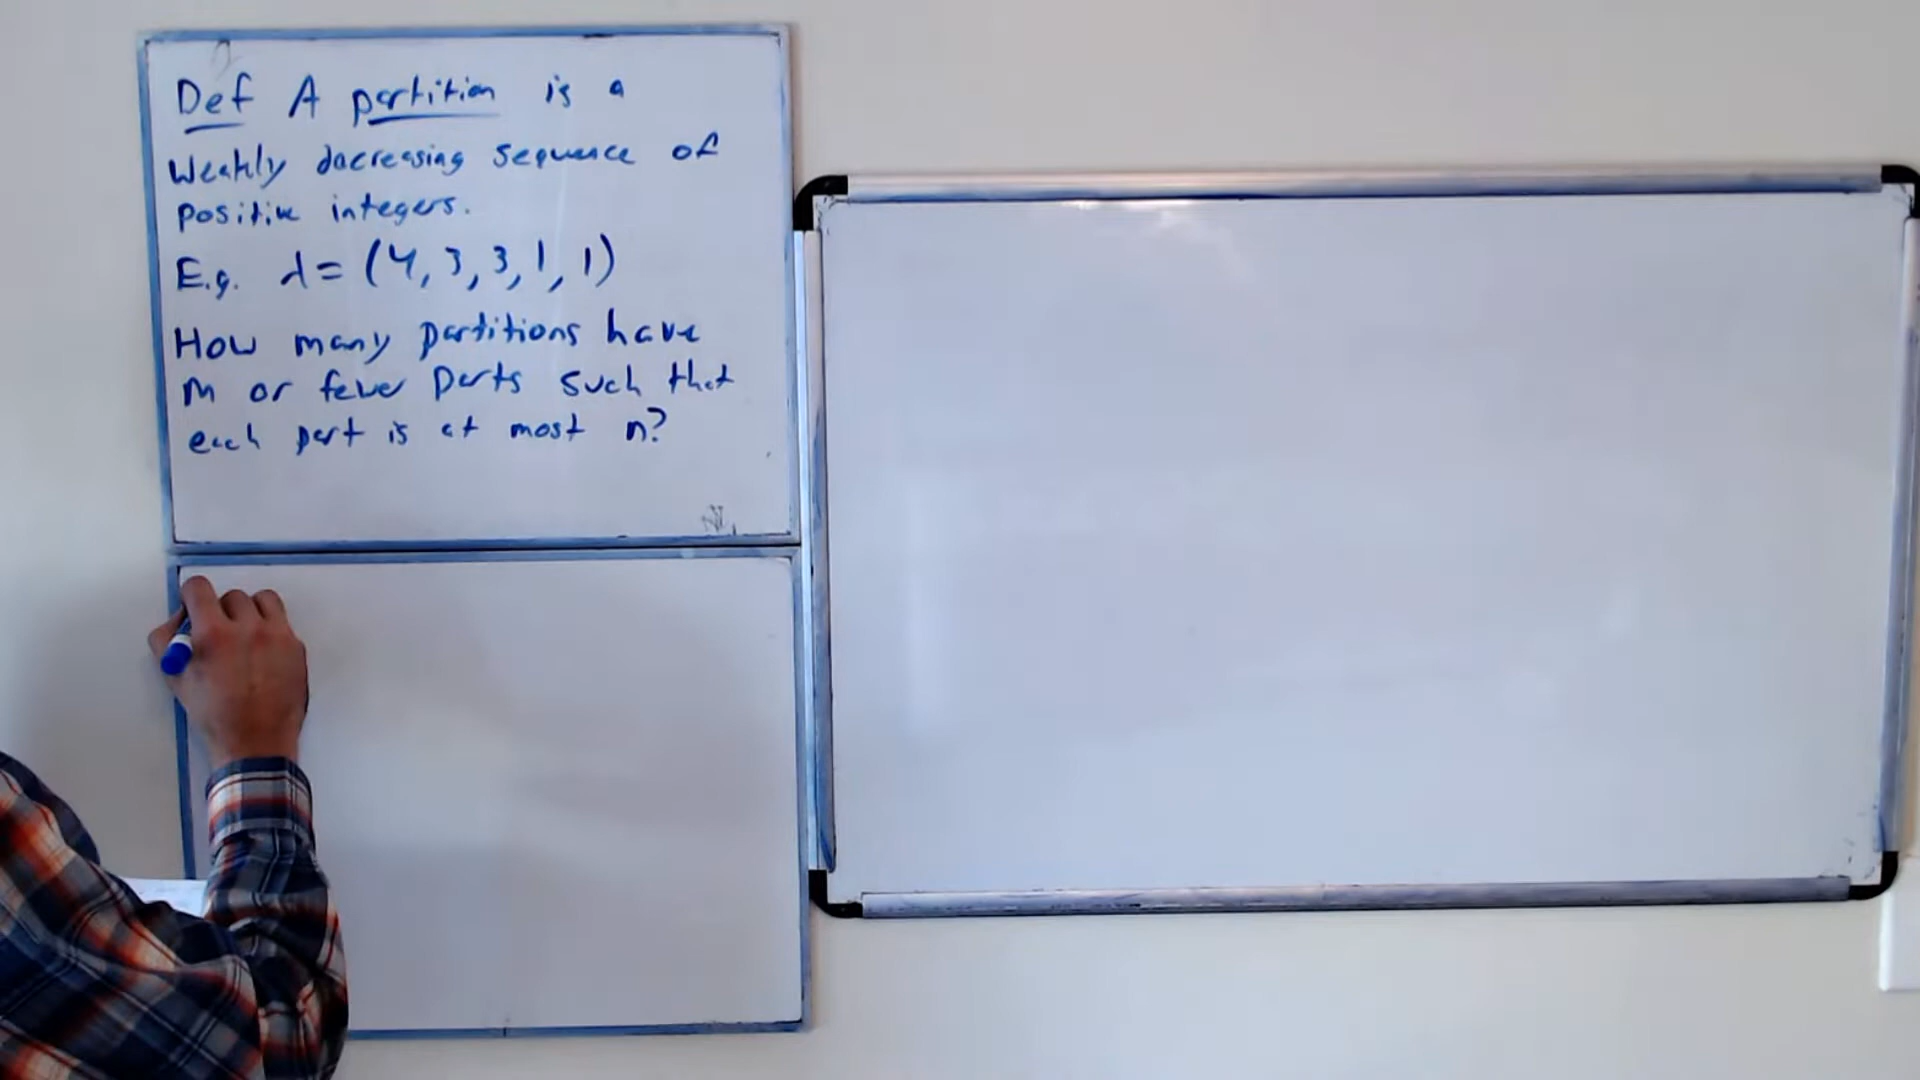 Def A partition is a
Weakly decreasing sequence of
positive integers.
E.g. λ = (4, 3, 3, 1, 1)
How many partitions have
m or fewer parts such that
each part is at most n?